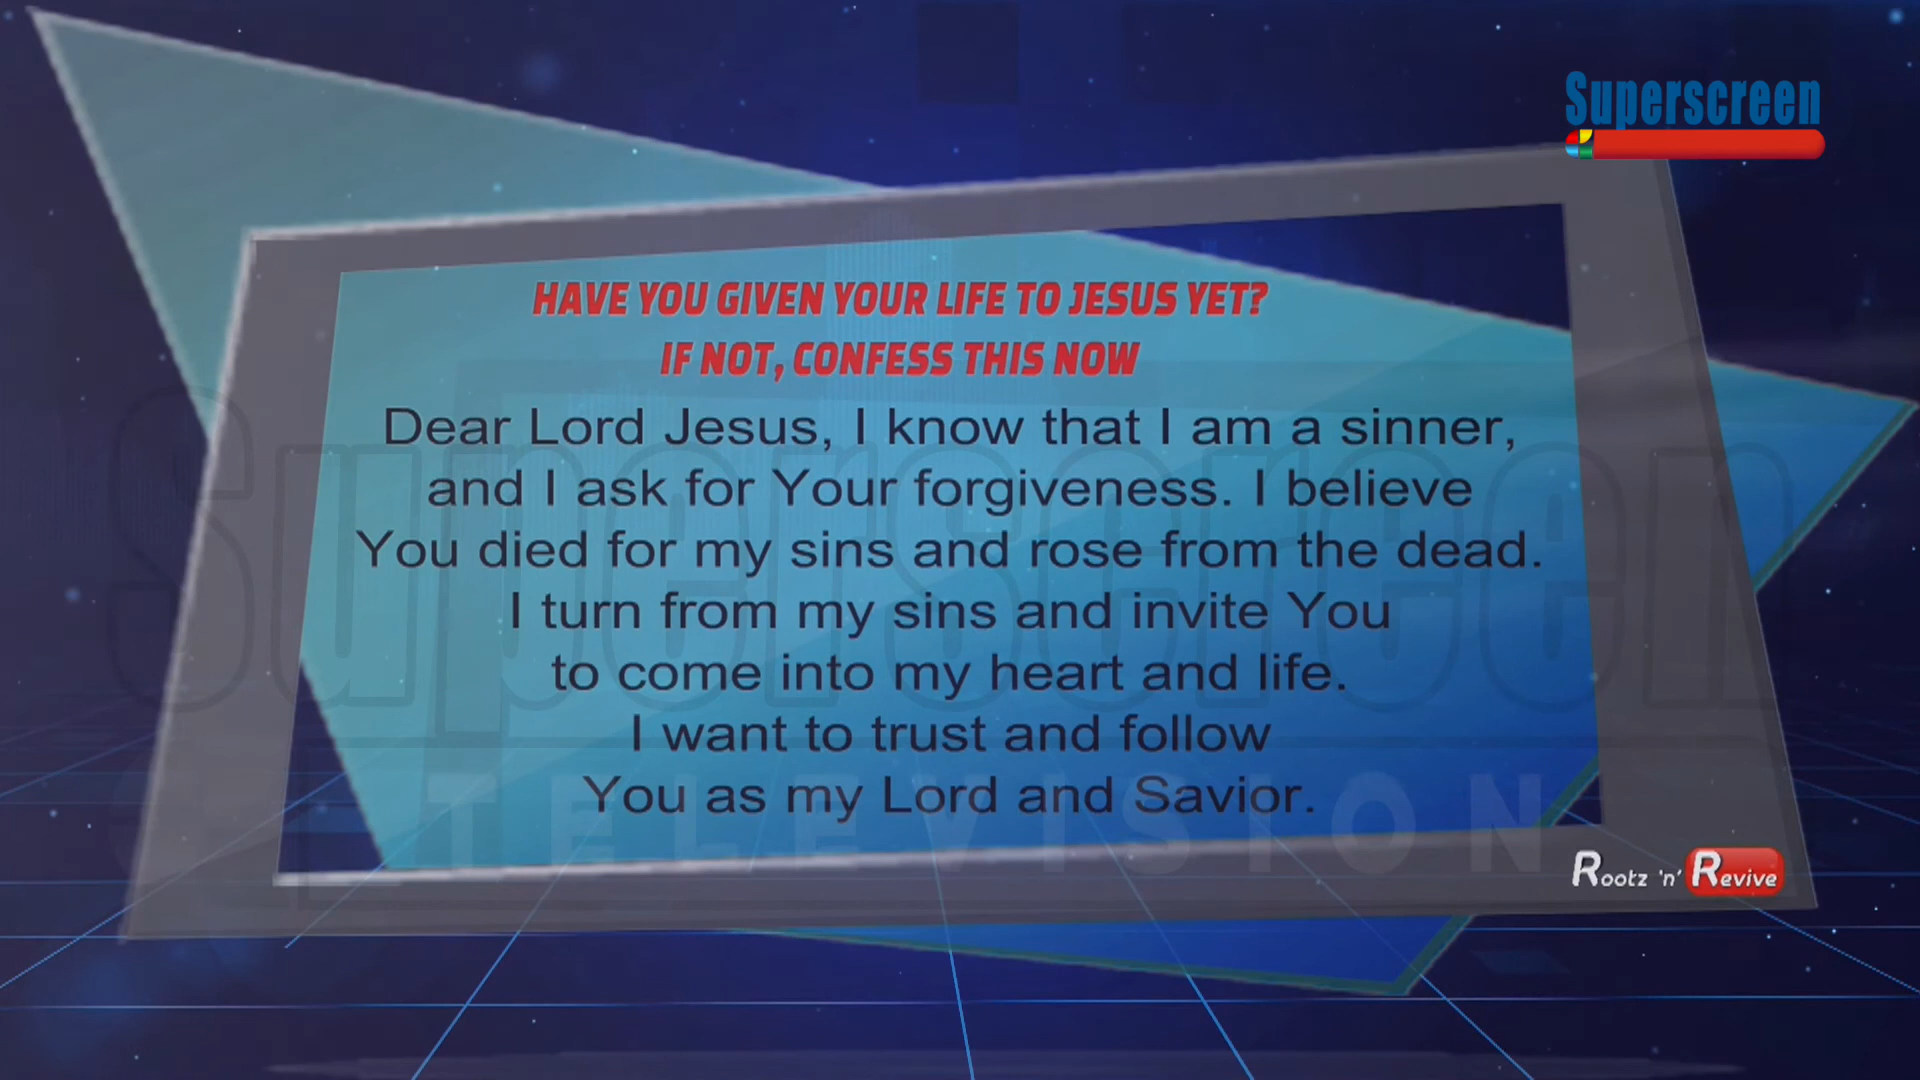 Superscreen
HAVE YOU GIVEN YOUR LIFE TO JESUS YET?
IF NOT, CONFESS THIS NOW
Dear Lord Jesus, I know that I am a sinner,
and I ask for Your forgiveness. I believe
You died for my sins and rose from the dead.
I turn from my sins and invite You
to come into my heart and life.
I want to trust and follow
You as my Lord and Savior.
Superscreen
TELEVISION
Rootz 'n' Revive